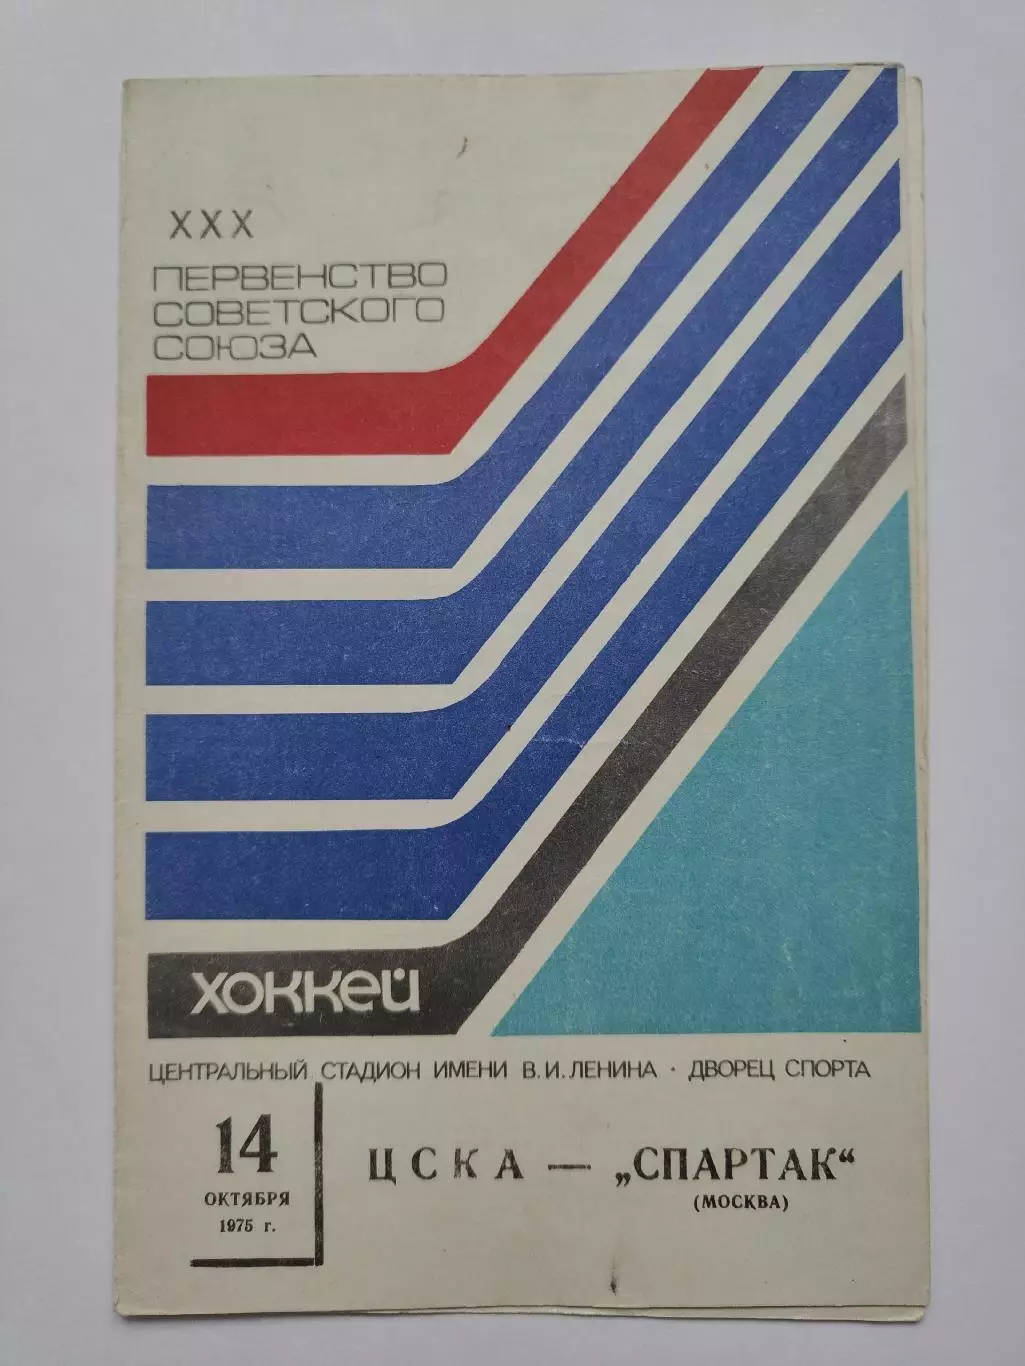 XXX
ПЕРВЕНСТВО
СОВЕТСКОГО
СОЮЗА
ХОККЕЙ
ЦЕНТРАЛЬНЫЙ СТАДИОН ИМЕНИ В.И.ЛЕНИНА · ДВОРЕЦ СПОРТА
14
ОКТЯБРЯ
1975 г.
ЦСКА — „СПАРТАК“
(МОСКВА)